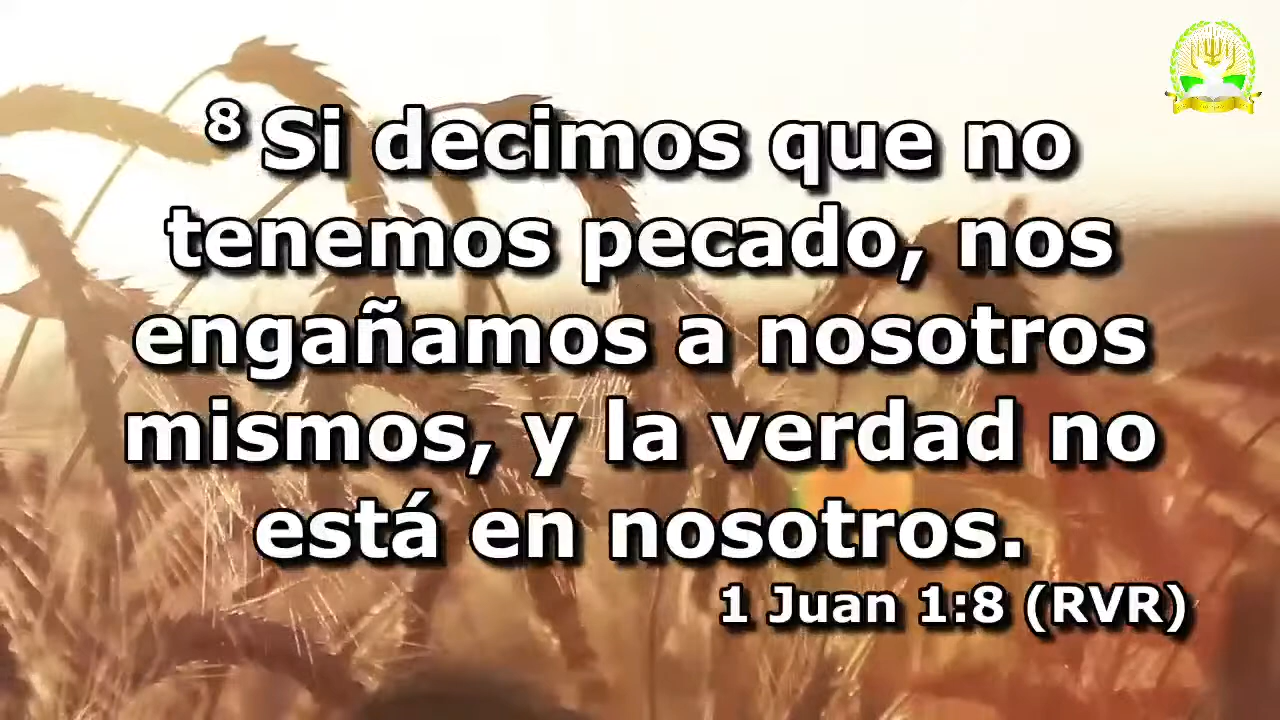 8 Si decimos que no
tenemos pecado, nos
engañamos a nosotros
mismos, y la verdad no
está en nosotros.
1 Juan 1:8 (RVR)